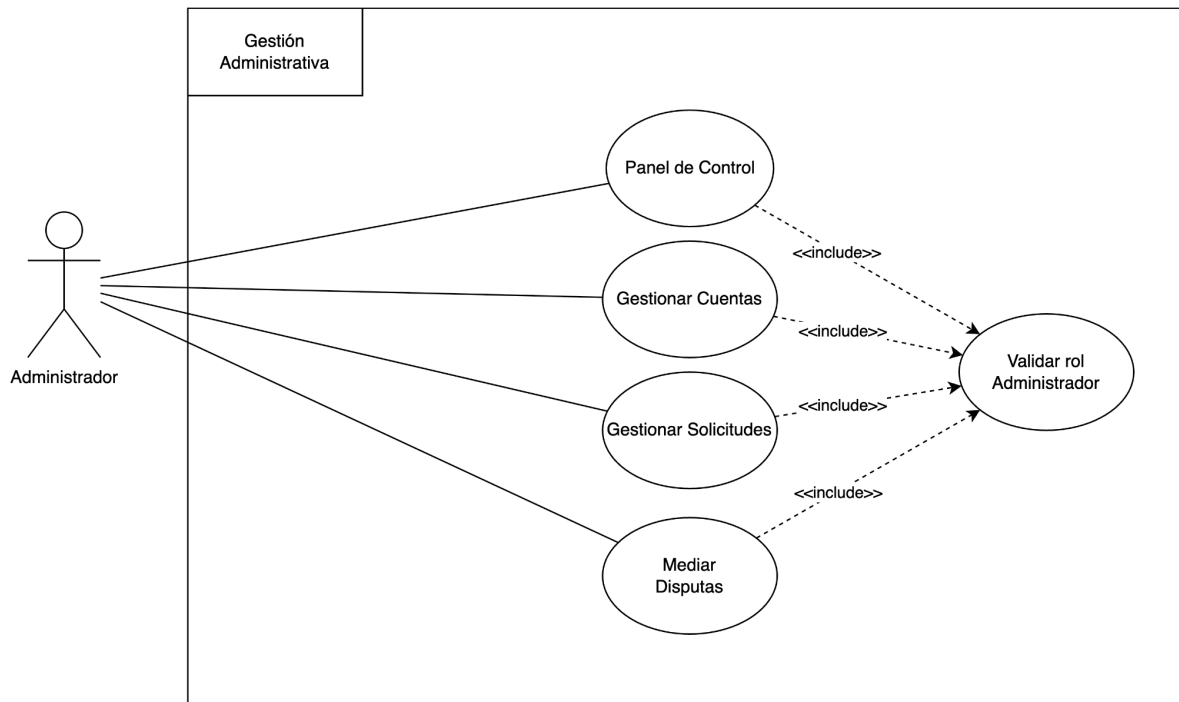 Gestión
Administrativa
Panel de Control
<<include>>
Gestionar Cuentas
<<include>>
Validar rol
Administrador
Administrador
<<include>>
Gestionar Solicitudes
<<include>>
Mediar
Disputas